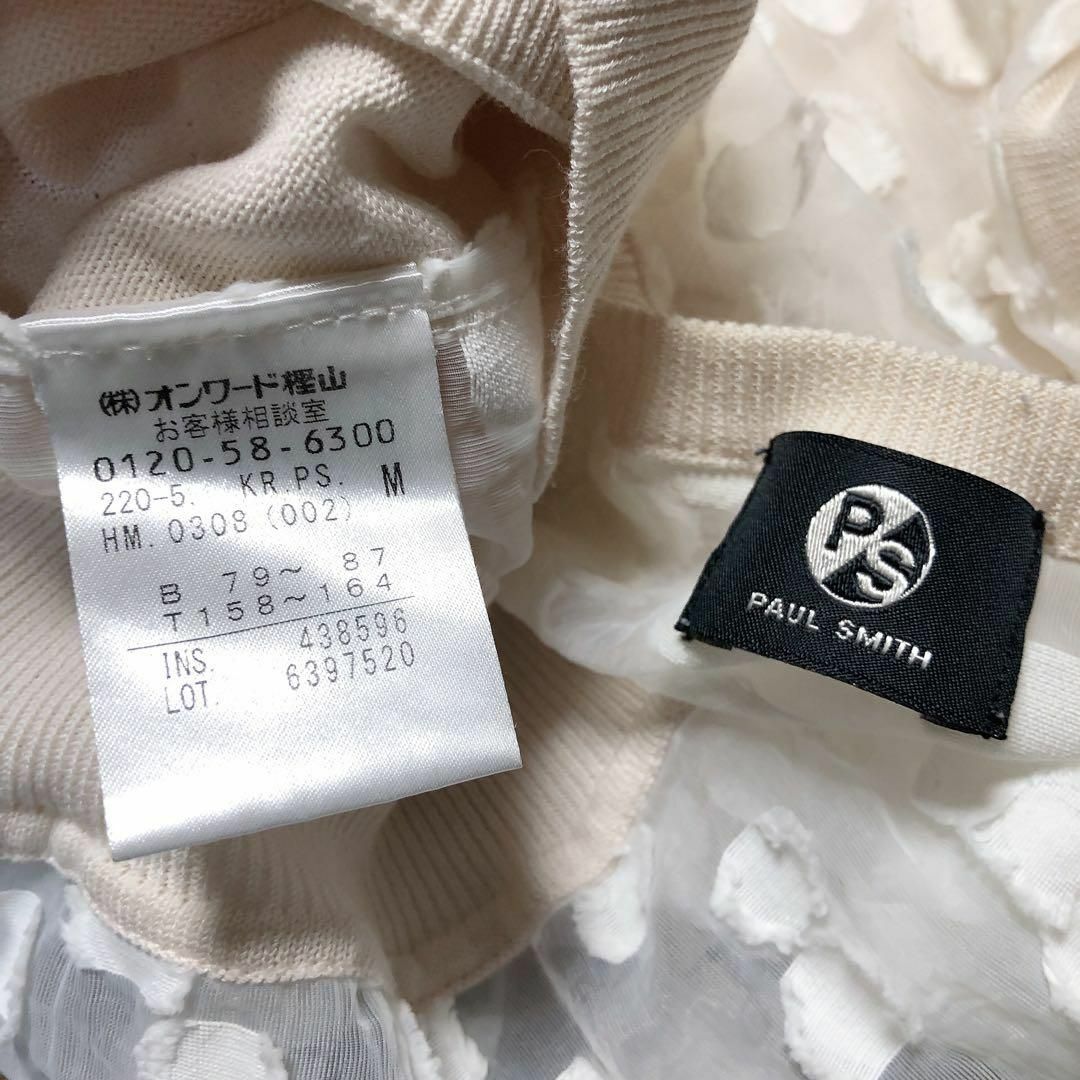 (株)オンワード樫山
お客様相談室
0120-58-6300
220-5. KR.PS. M
HM.0308(002)
B 79～ 87
T158～164
INS. 438596
LOT. 6397520
P/S
PAUL SMITH